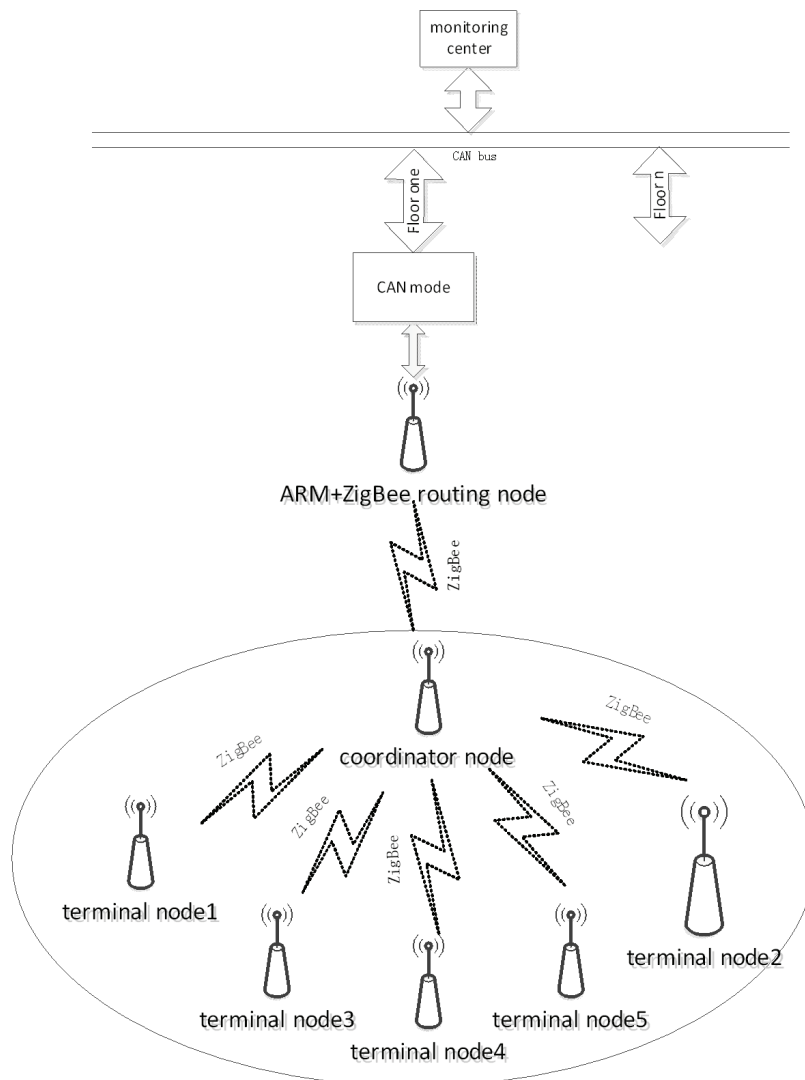 monitoring
center
CAN bus
Floor one
Floor n
CAN mode
ARM+ZigBee routing node
ZigBee
coordinator node
ZigBee
ZigBee
ZigBee
ZigBee
ZigBee
terminal node1
terminal node2
terminal node3
terminal node5
terminal node4